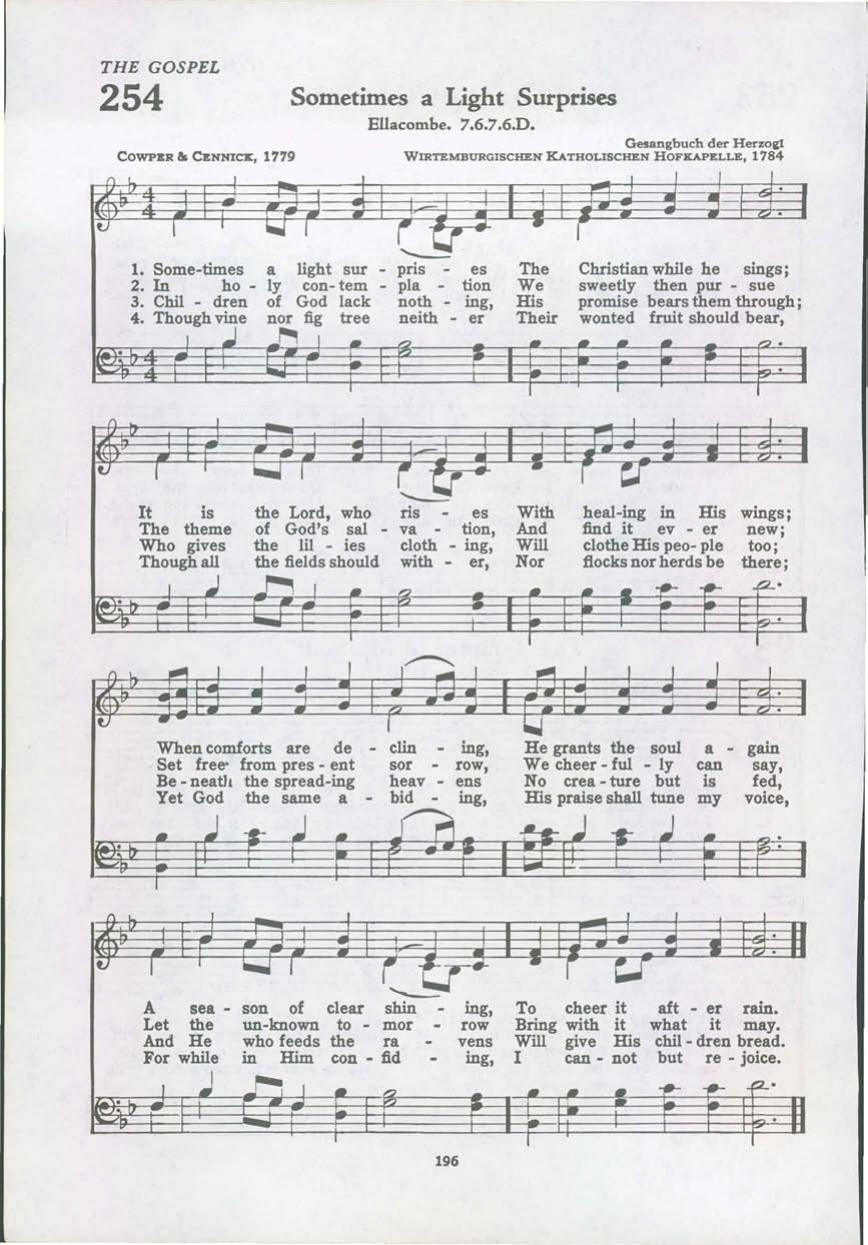 THE GOSPEL
254
Sometimes a Light Surprises
Ellacombe. 7.6.7.6.D.
Gesangbuch der Herzogl
COWPER & CENNICK, 1779
WIRTEMBURGISCHEN KATHOLISCHEN HOFKAPELLE, 1784
4
4
1. Some-times a light sur - pris - es The Christian while he sings;
2. In ho - ly con-tem - pla - tion We sweetly then pur - sue
3. Chil - dren of God lack noth - ing, His promise bears them through;
4. Though vine nor fig tree neith - er Their wonted fruit should bear,
4
4
It is the Lord, who ris - es With heal-ing in His wings;
The theme of God's sal - va - tion, And find it ev - er new;
Who gives the lil - ies cloth - ing, Will clothe His peo- ple too;
Though all the fields should with - er, Nor flocks nor herds be there;
When comforts are de - clin - ing, He grants the soul a - gain
Set free from pres - ent sor - row, We cheer - ful - ly can say,
Be - neath the spread-ing heav - ens No crea - ture but is fed,
Yet God the same a - bid - ing, His praise shall tune my voice,
A sea - son of clear shin - ing, To cheer it aft - er rain.
Let the un-known to - mor - row Bring with it what it may.
And He who feeds the ra - vens Will give His chil - dren bread.
For while in Him con - fid - ing, I can - not but re - joice.
196